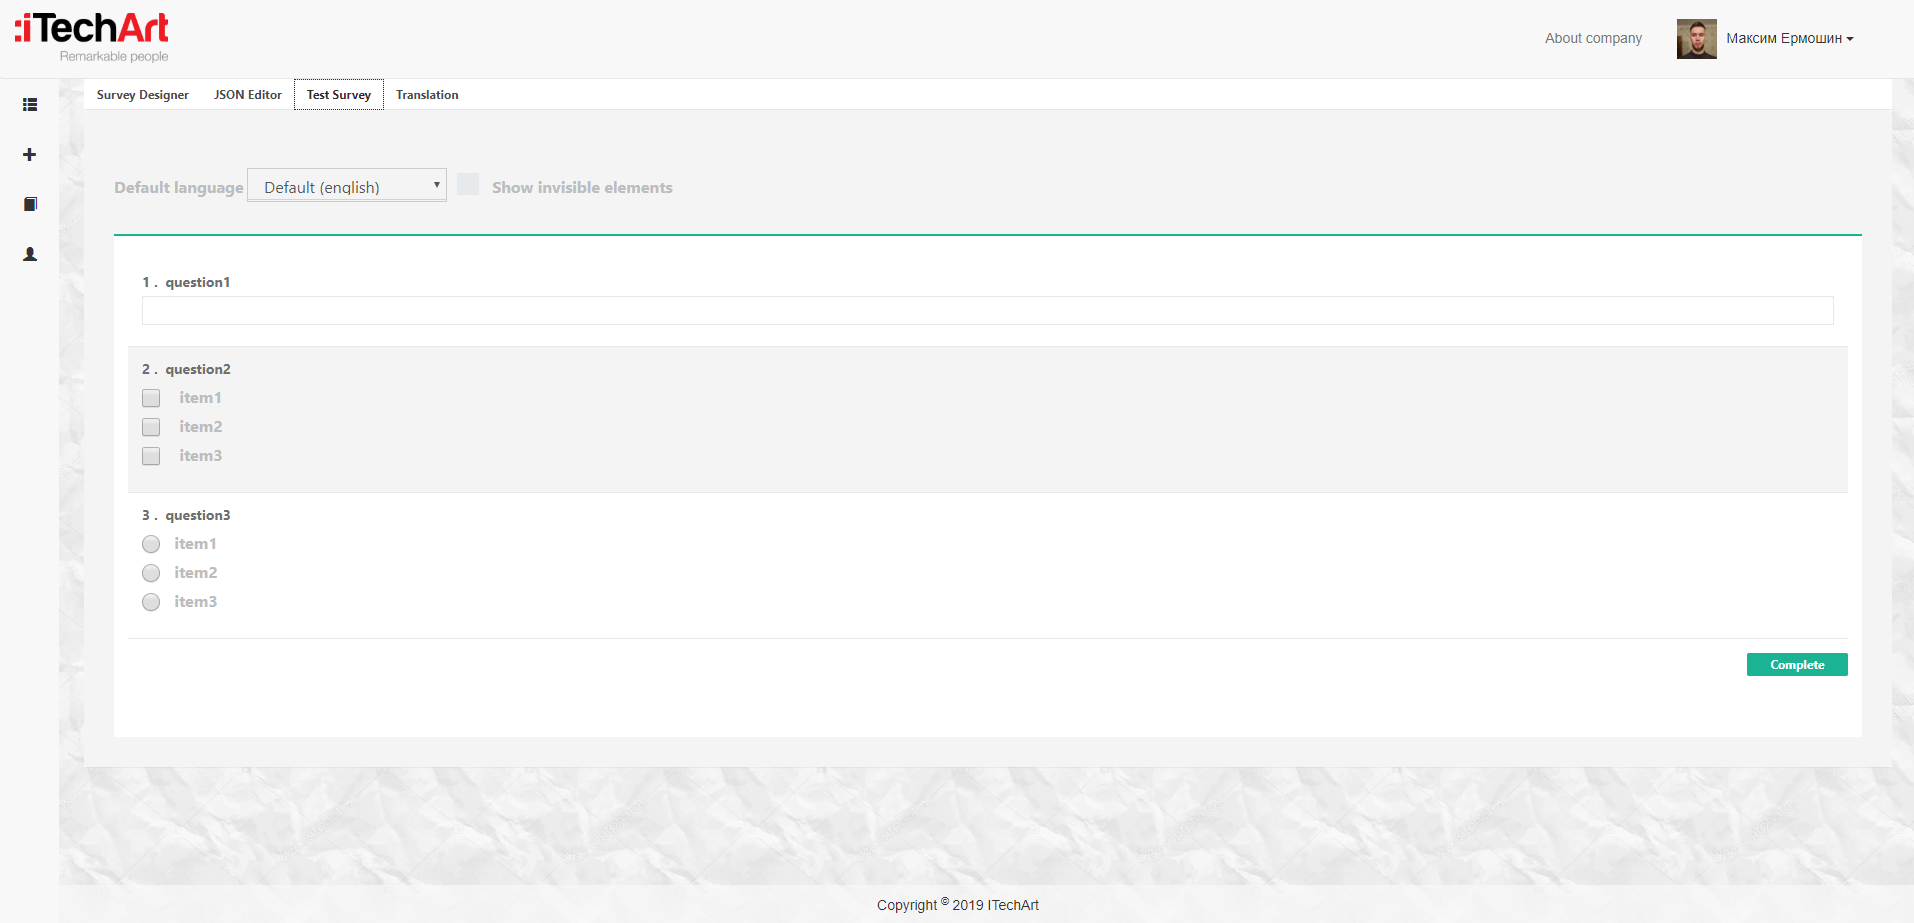 :iTechArt
Remarkable people
About company
Максим Ермошин
Survey Designer
JSON Editor
Test Survey
Translation
Default language
Default (english)
Show invisible elements
1 . question1
2 . question2
item1
item2
item3
3 . question3
item1
item2
item3
Complete
Copyright © 2019 ITechArt